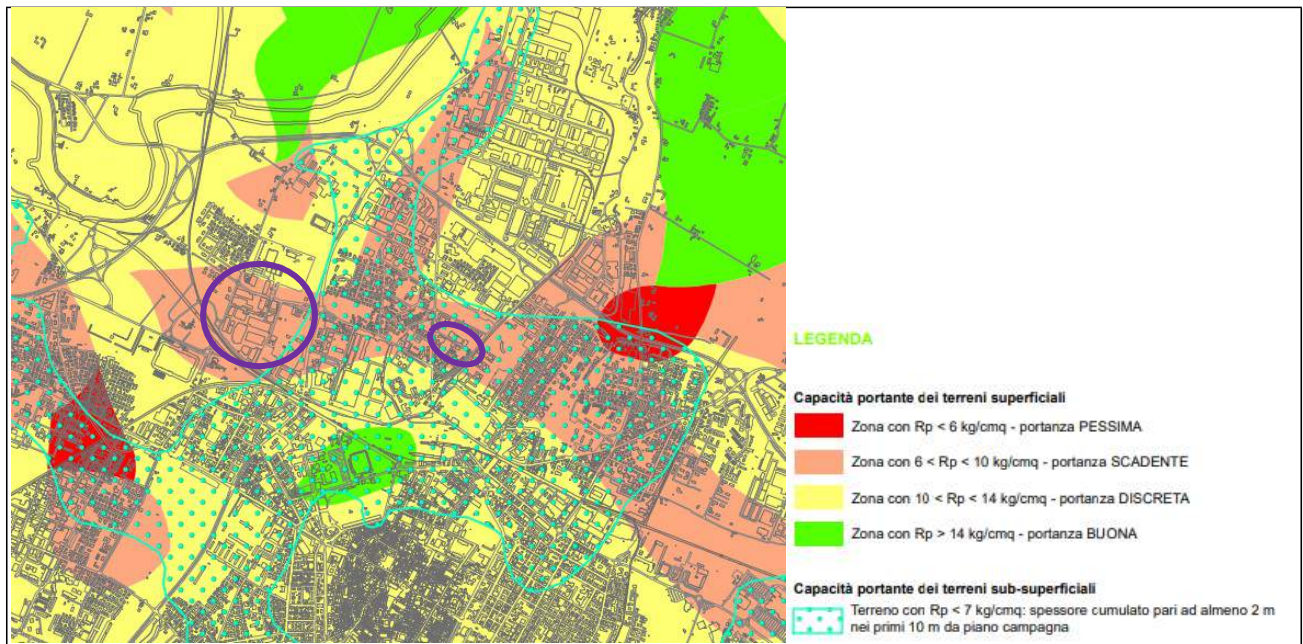 LEGENDA
Capacità portante dei terreni superficiali
Zona con Rp < 6 kg/cmq - portanza PESSIMA
Zona con 6 < Rp < 10 kg/cmq - portanza SCADENTE
Zona con 10 < Rp < 14 kg/cmq - portanza DISCRETA
Zona con Rp > 14 kg/cmq - portanza BUONA
Capacità portante dei terreni sub-superficiali
Terreno con Rp < 7 kg/cmq: spessore cumulato pari ad almeno 2 m
nei primi 10 m da piano campagna